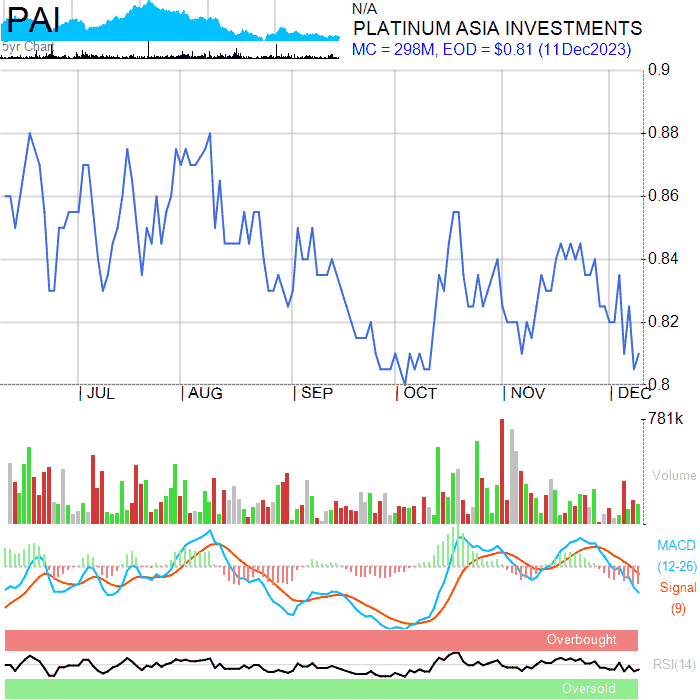 PAI
N/A
PLATINUM ASIA INVESTMENTS
MC = 298M, EOD = $0.81 (11Dec2023)
5yr Chart
0.9
0.88
0.86
0.84
0.82
0.8
JUL AUG SEP OCT NOV DEC
781k
Volume
MACD
(12-26)
Signal
(9)
Overbought
RSI(14)
Oversold